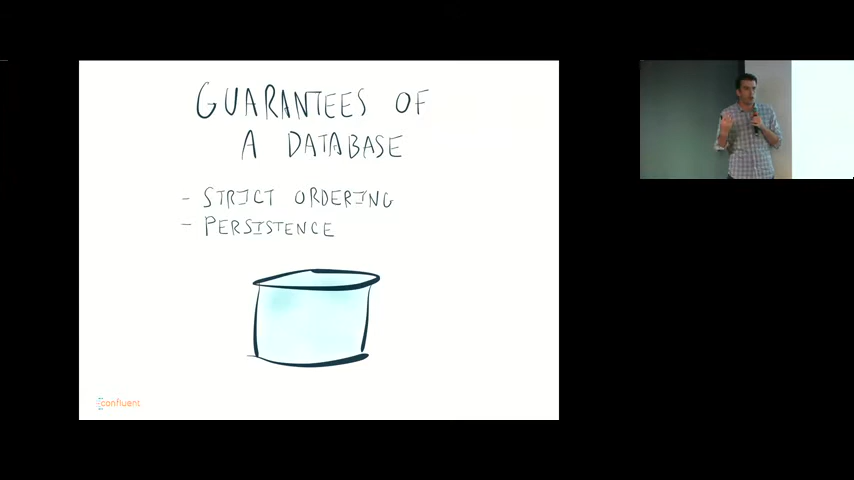 GUARANTEES OF
A DATABASE
- STRICT ORDERING
- PERSISTENCE
confluent